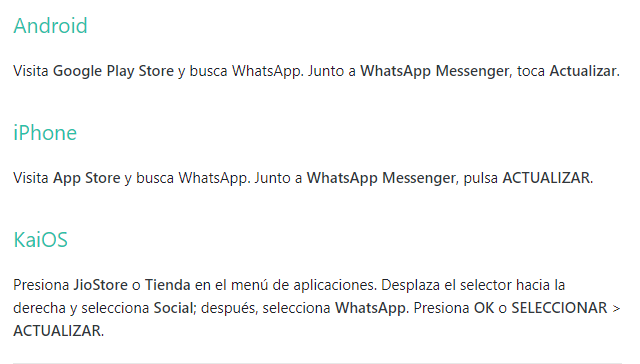 Android
Visita Google Play Store y busca WhatsApp. Junto a WhatsApp Messenger, toca Actualizar.
iPhone
Visita App Store y busca WhatsApp. Junto a WhatsApp Messenger, pulsa ACTUALIZAR.
KaiOS
Presiona JioStore o Tienda en el menú de aplicaciones. Desplaza el selector hacia la
derecha y selecciona Social; después, selecciona WhatsApp. Presiona OK o SELECCIONAR >
ACTUALIZAR.